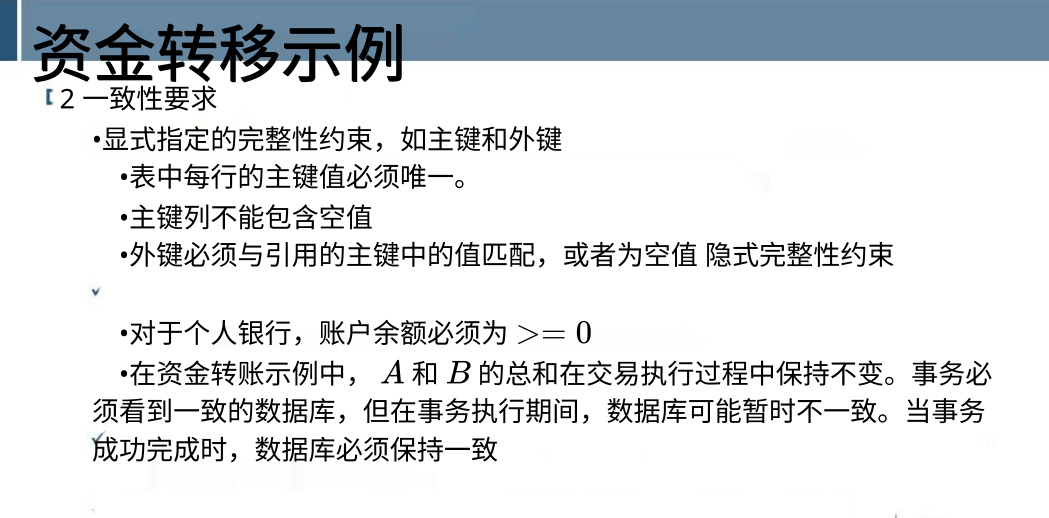 资金转移示例
2 一致性要求
•显式指定的完整性约束，如主键和外键
•表中每行的主键值必须唯一。
•主键列不能包含空值
•外键必须与引用的主键中的值匹配，或者为空值 隐式完整性约束
•对于个人银行，账户余额必须为 >= 0
•在资金转账示例中， A 和 B 的总和在交易执行过程中保持不变。事务必
须看到一致的数据库，但在事务执行期间，数据库可能暂时不一致。当事务
成功完成时，数据库必须保持一致